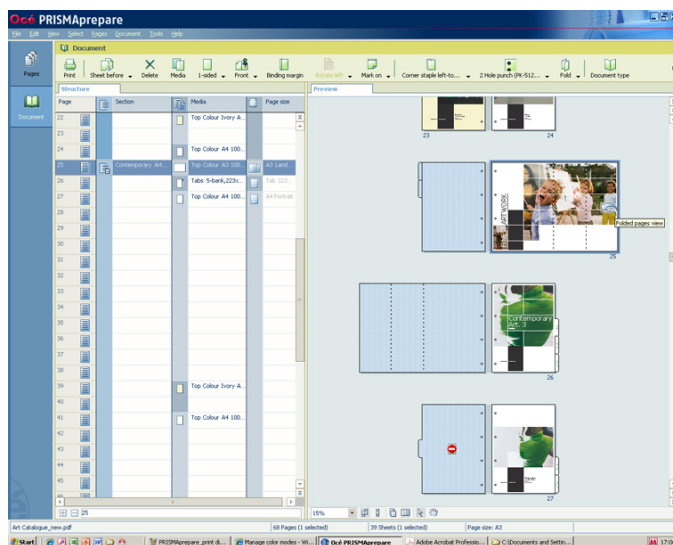 Océ PRISMAprepare
File Edit View Select Pages Document Tools Help
Pages
Document
Document
Print Sheet before Delete Media 1-sided Front Binding margin Rotate left Mark on Corner staple left-to... 2 Hole punch (PK-512... Fold Document type
Structure
Page Section Media Page size
22 Top Colour Ivory A...
23
24 Top Colour A4 100...
25 Contemporary Art... Top Colour A3 100... A3 Land...
26 Tabs 5-bank,223x... Tab 223...
27 Top Colour A4 100... A4-Portrait
28
29
30
31
32
33
34
35
36
37
38
39 Top Colour Ivory A...
40
41 Top Colour A4 100...
42
43
44
45
25
Preview
23 24
ART WORK
Folded pages view
25
Contemporary
Art. 3
26
27
15%
Art Catalogue_new.pdf 68 Pages (1 selected) 39 Sheets (1 selected) Page size: A3
Start PRISMAprepare_print di... Manage color modes - Wi... Océ PRISMAprepare Adobe Acrobat Professio... C:\Documents and Settin... 17:0